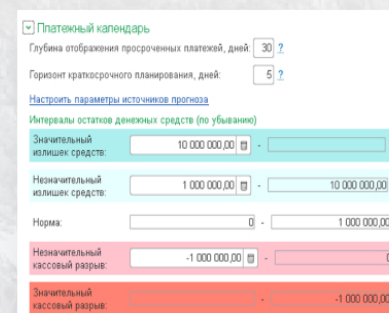 Платежный календарь
Глубина отображения просроченных платежей, дней: 30 ?
Горизонт краткосрочного планирования, дней: 5 ?
Настроить параметры источников прогноза
Интервалы остатков денежных средств (по убыванию)
Значительный
излишек средств: 10 000 000,00 -
Незначительный
излишек средств: 1 000 000,00 - 10 000 000,00
Норма: 0 - 1 000 000,00
Незначительный
кассовый разрыв: -1 000 000,00 - 0
Значительный
кассовый разрыв: - -1 000 000,00